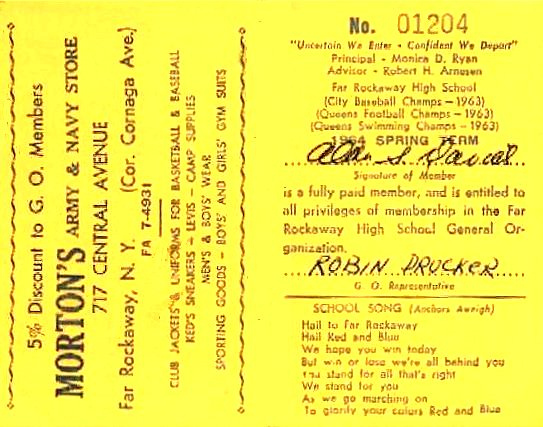 5% Discount to G. O. Members
MORTON'S ARMY & NAVY STORE
717 CENTRAL AVENUE
Far Rockaway, N. Y. (Cor. Cornaga Ave.)
FA 7-4931
CLUB JACKETS & UNIFORMS FOR BASKETBALL & BASEBALL
KED'S SNEAKERS - LEVIS - CAMP SUPPLIES
MEN'S & BOYS' WEAR
SPORTING GOODS - BOYS' AND GIRLS' GYM SUITS
No. 01204
"Uncertain We Enter - Confident We Depart"
Principal - Monica D. Ryan
Advisor - Robert H. Arnesen
Far Rockaway High School
(City Baseball Champs - 1963)
(Queens Football Champs - 1963)
(Queens Swimming Champs - 1963)
1964 SPRING TERM
Signature of Member
is a fully paid member, and is entitled to
all privileges of membership in the Far
Rockaway High School General Or-
ganization.
ROBIN DRUCKER
G. O. Representative
SCHOOL SONG (Anchors Aweigh)
Hail to Far Rockaway
Hail Red and Blue
We hope you win today
But win or lose we're all behind you
You stand for all that's right
We stand for you
As we go marching on
To glorify your colors Red and Blue